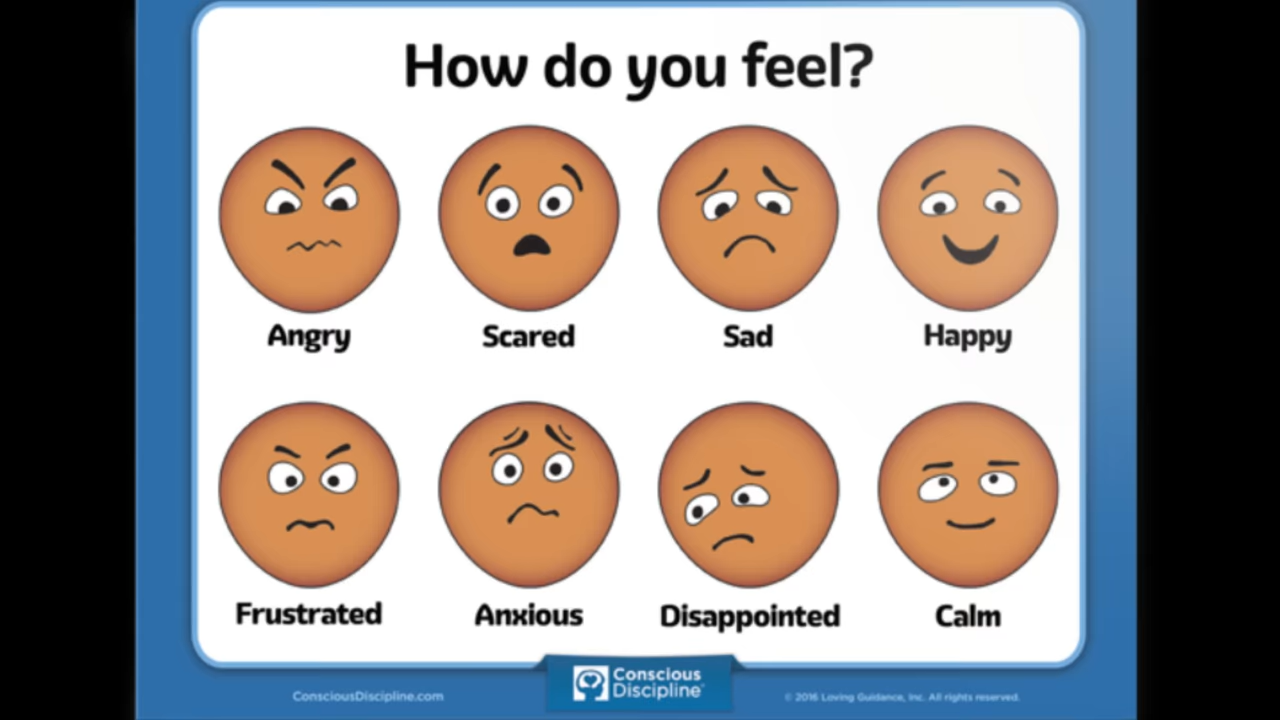 How do you feel?
Angry
Scared
Sad
Happy
Frustrated
Anxious
Disappointed
Calm
ConsciousDiscipline.com
Conscious
Discipline
© 2016 Loving Guidance, Inc. All rights reserved.